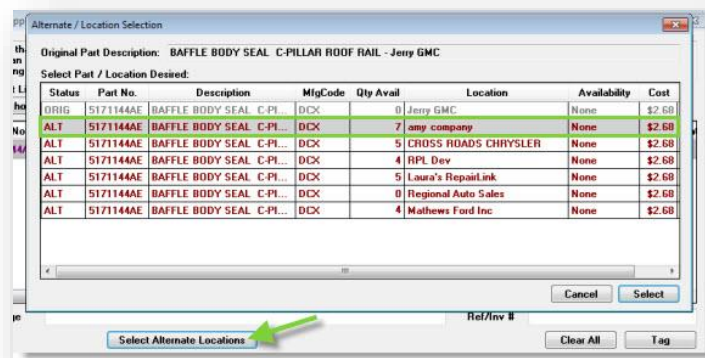 Alternate / Location Selection
Original Part Description: BAFFLE BODY SEAL C-PILLAR ROOF RAIL - Jerry GMC
Select Part / Location Desired:
Status Part No. Description MfgCode Qty Avail Location Availability Cost
ORIG 5171144AE BAFFLE BODY SEAL C-PI... DCX 0 Jerry GMC None $2.68
ALT 5171144AE BAFFLE BODY SEAL C-PI... DCX 7 amy company None $2.68
ALT 5171144AE BAFFLE BODY SEAL C-PI... DCX 5 CROSS ROADS CHRYSLER None $2.68
ALT 5171144AE BAFFLE BODY SEAL C-PI... DCX 4 RPL Dev None $2.68
ALT 5171144AE BAFFLE BODY SEAL C-PI... DCX 5 Laura's RepairLink None $2.68
ALT 5171144AE BAFFLE BODY SEAL C-PI... DCX 0 Regional Auto Sales None $2.68
ALT 5171144AE BAFFLE BODY SEAL C-PI... DCX 4 Mathews Ford Inc None $2.68
Cancel Select
Ref/Inv #
Select Alternate Locations Clear All Tag